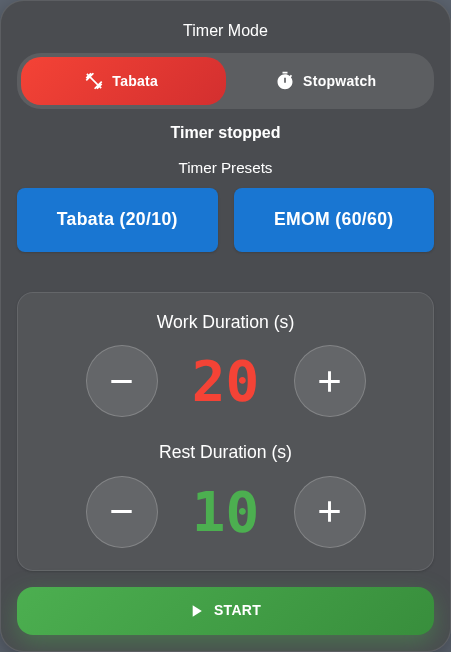 Timer Mode
Tabata
Stopwatch
Timer stopped
Timer Presets
Tabata (20/10)
EMOM (60/60)
Work Duration (s)
20
Rest Duration (s)
10
START